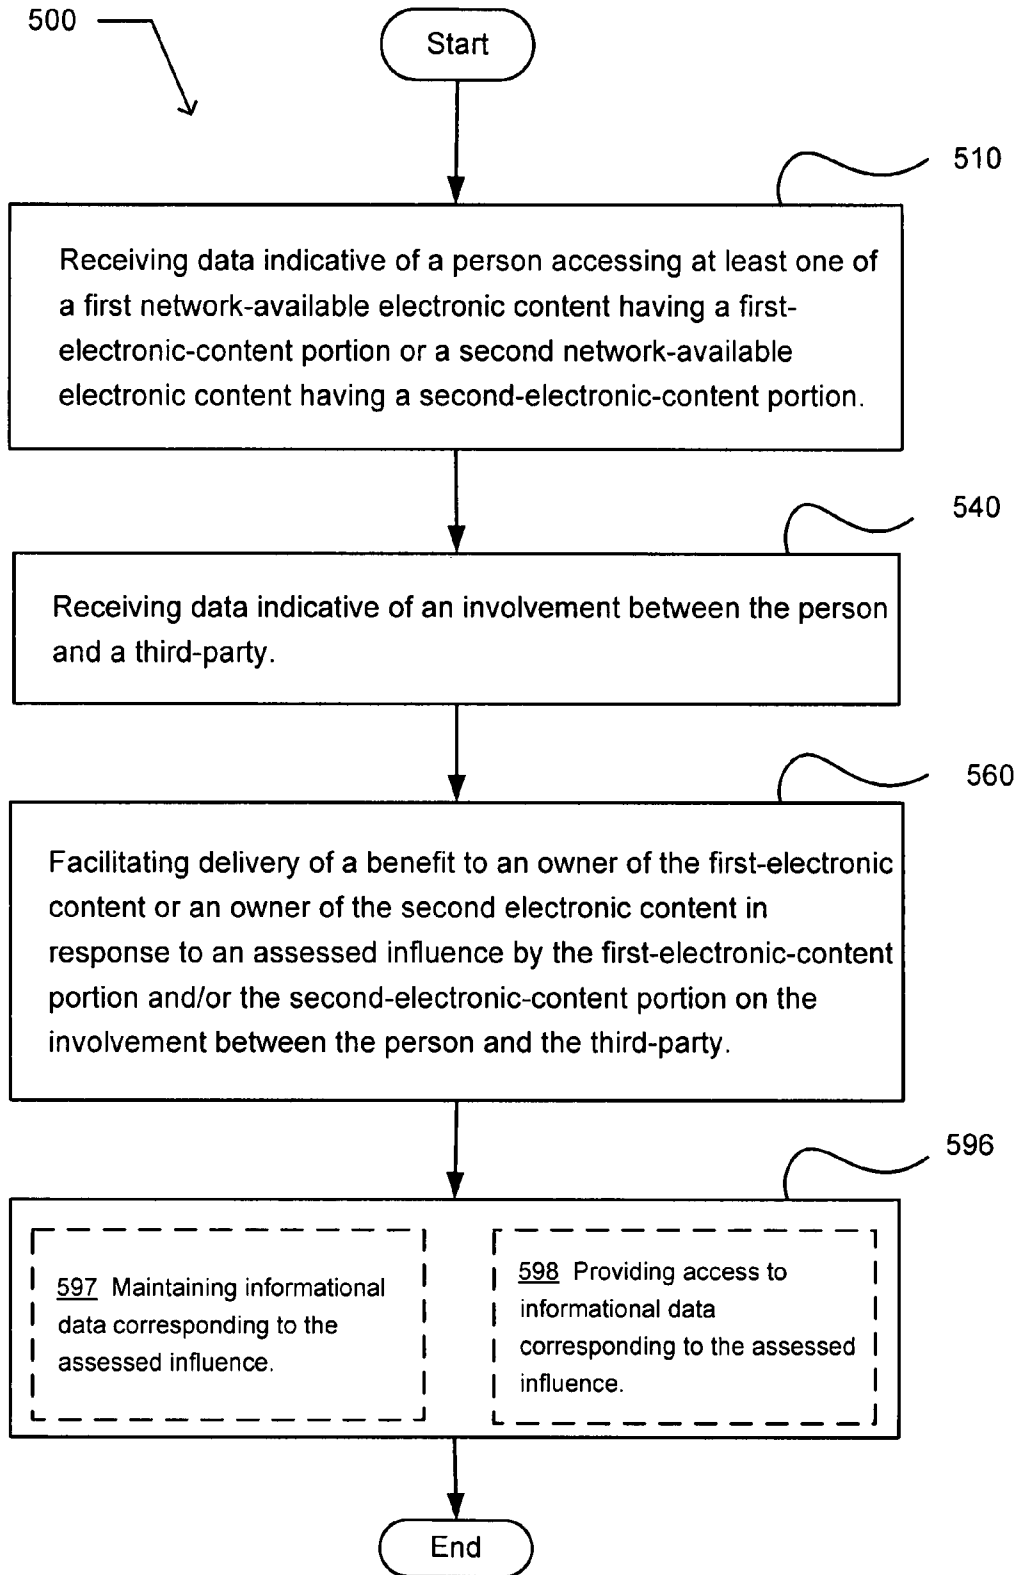 500
Start
510
Receiving data indicative of a person accessing at least one of
a first network-available electronic content having a first-
electronic-content portion or a second network-available
electronic content having a second-electronic-content portion.
540
Receiving data indicative of an involvement between the person
and a third-party.
560
Facilitating delivery of a benefit to an owner of the first-electronic
content or an owner of the second electronic content in
response to an assessed influence by the first-electronic-content
portion and/or the second-electronic-content portion on the
involvement between the person and the third-party.
596
597 Maintaining informational
data corresponding to the
assessed influence.
598 Providing access to
informational data
corresponding to the assessed
influence.
End